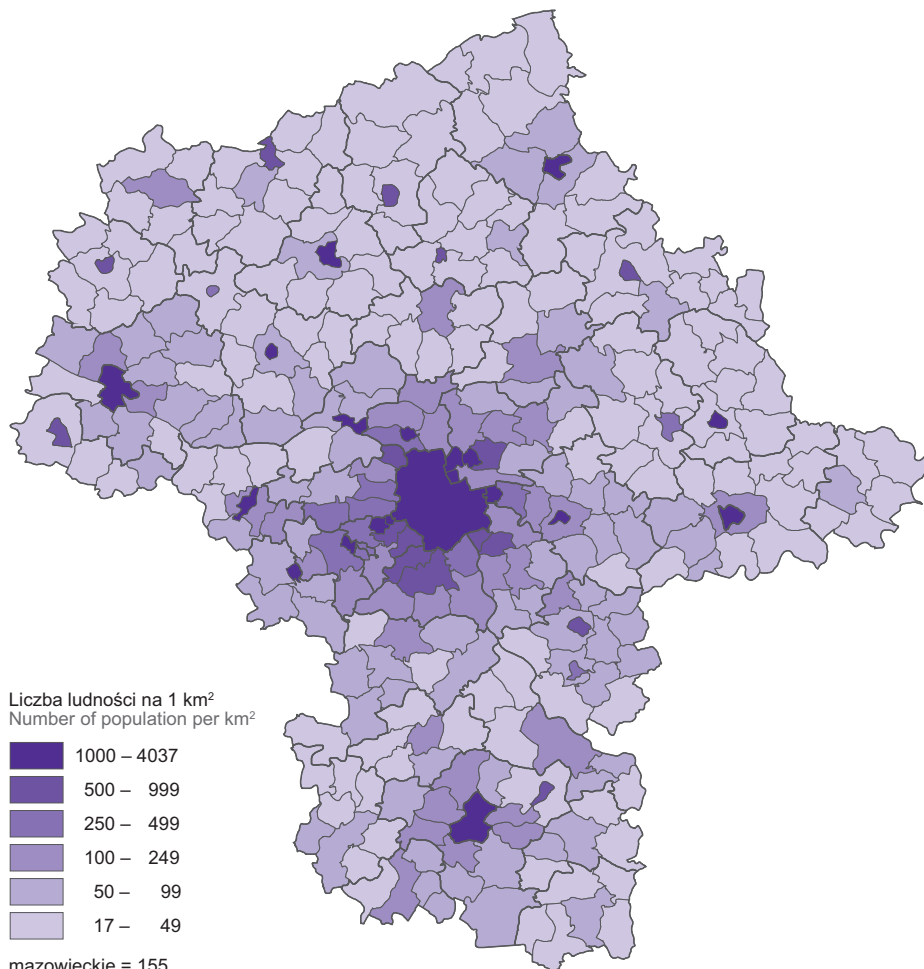 Liczba ludności na 1 km²
Number of population per km²
1000 – 4037
500 – 999
250 – 499
100 – 249
50 – 99
17 – 49
mazowieckie = 155